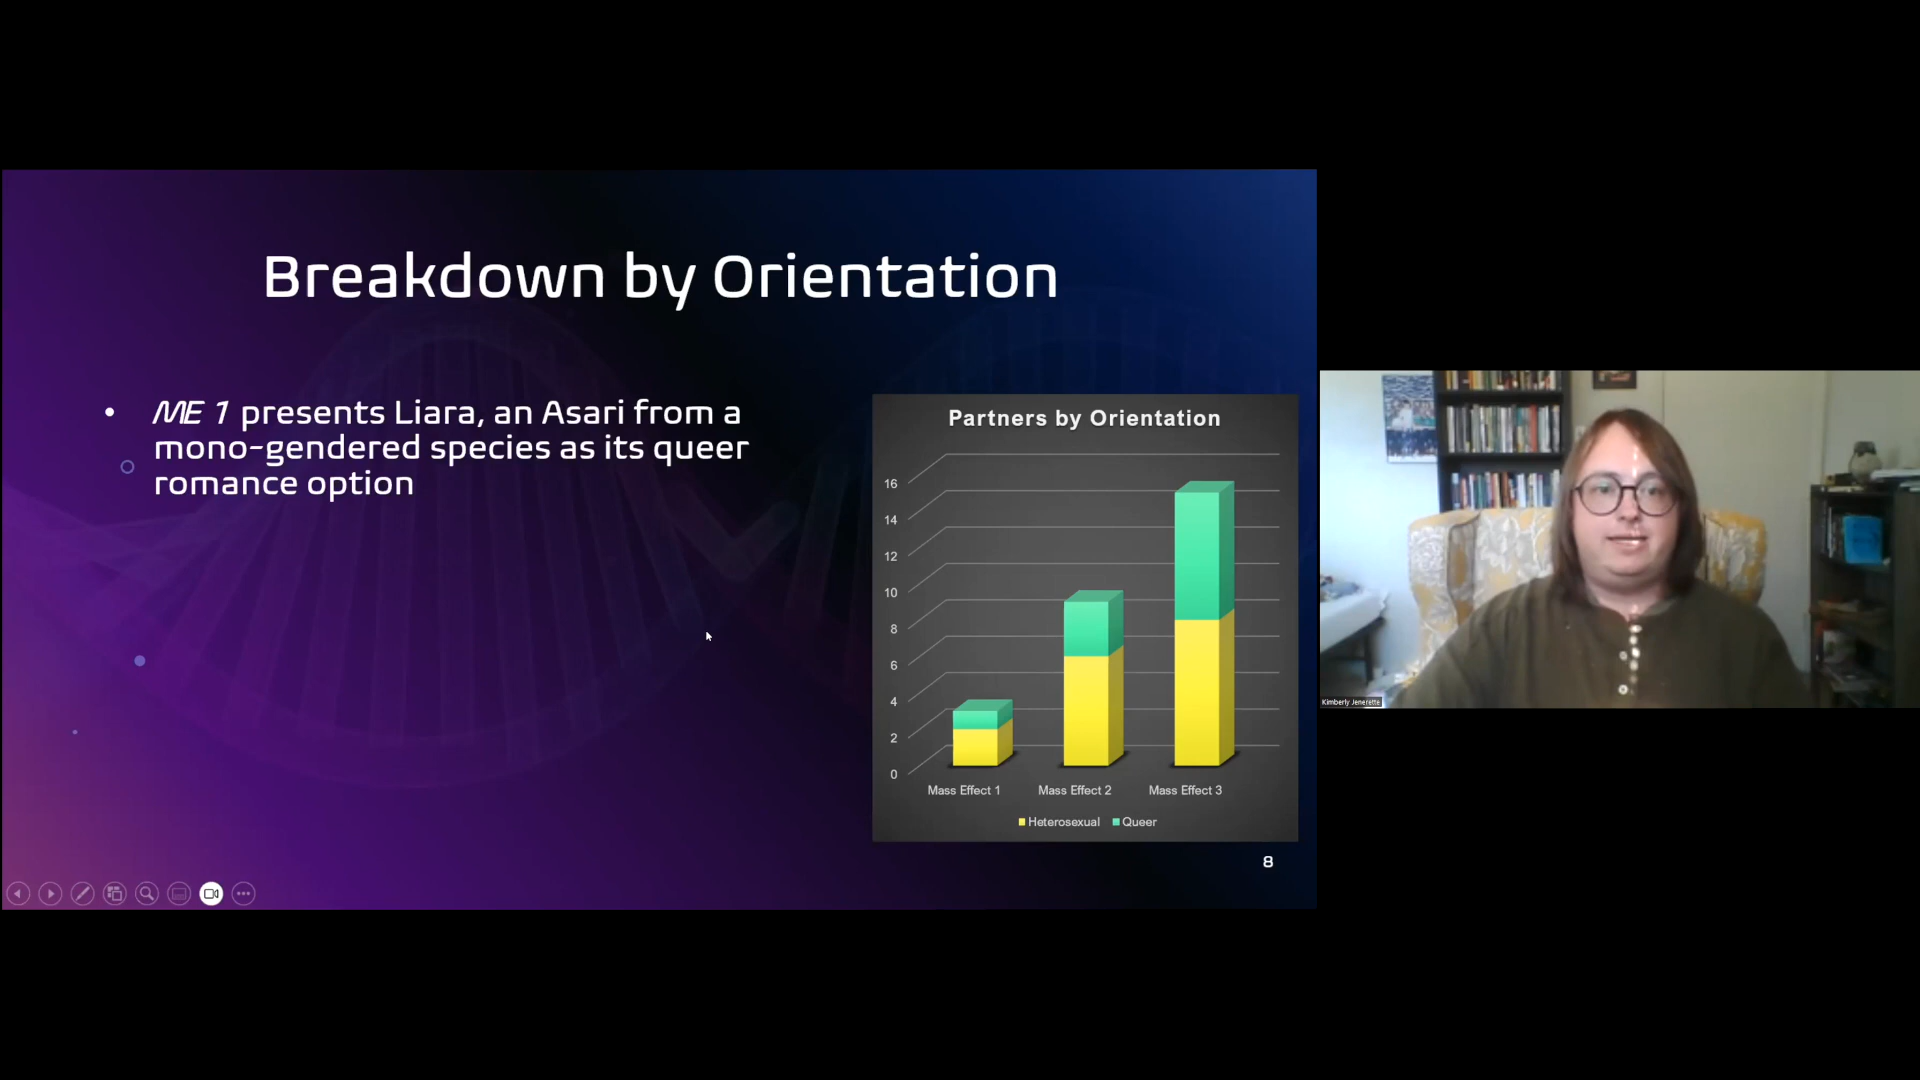 Breakdown by Orientation
• ME 1 presents Liara, an Asari from a
mono-gendered species as its queer
romance option
Partners by Orientation
16
14
12
10
8
6
4
2
0
Mass Effect 1 Mass Effect 2 Mass Effect 3
Heterosexual Queer
8
Kimberly Jenerette